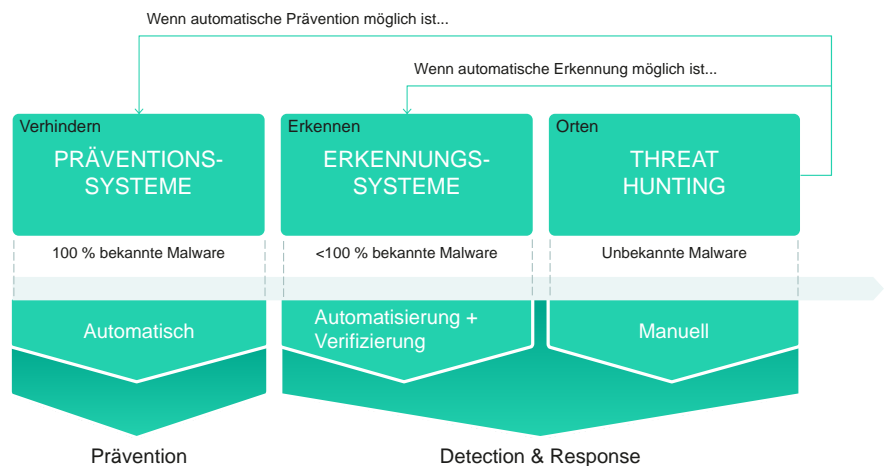 Wenn automatische Prävention möglich ist...
Wenn automatische Erkennung möglich ist...
Verhindern
PRÄVENTIONS-
SYSTEME
Erkennen
ERKENNUNGS-
SYSTEME
Orten
THREAT
HUNTING
100 % bekannte Malware
<100 % bekannte Malware
Unbekannte Malware
Automatisch
Automatisierung +
Verifizierung
Manuell
Prävention
Detection & Response